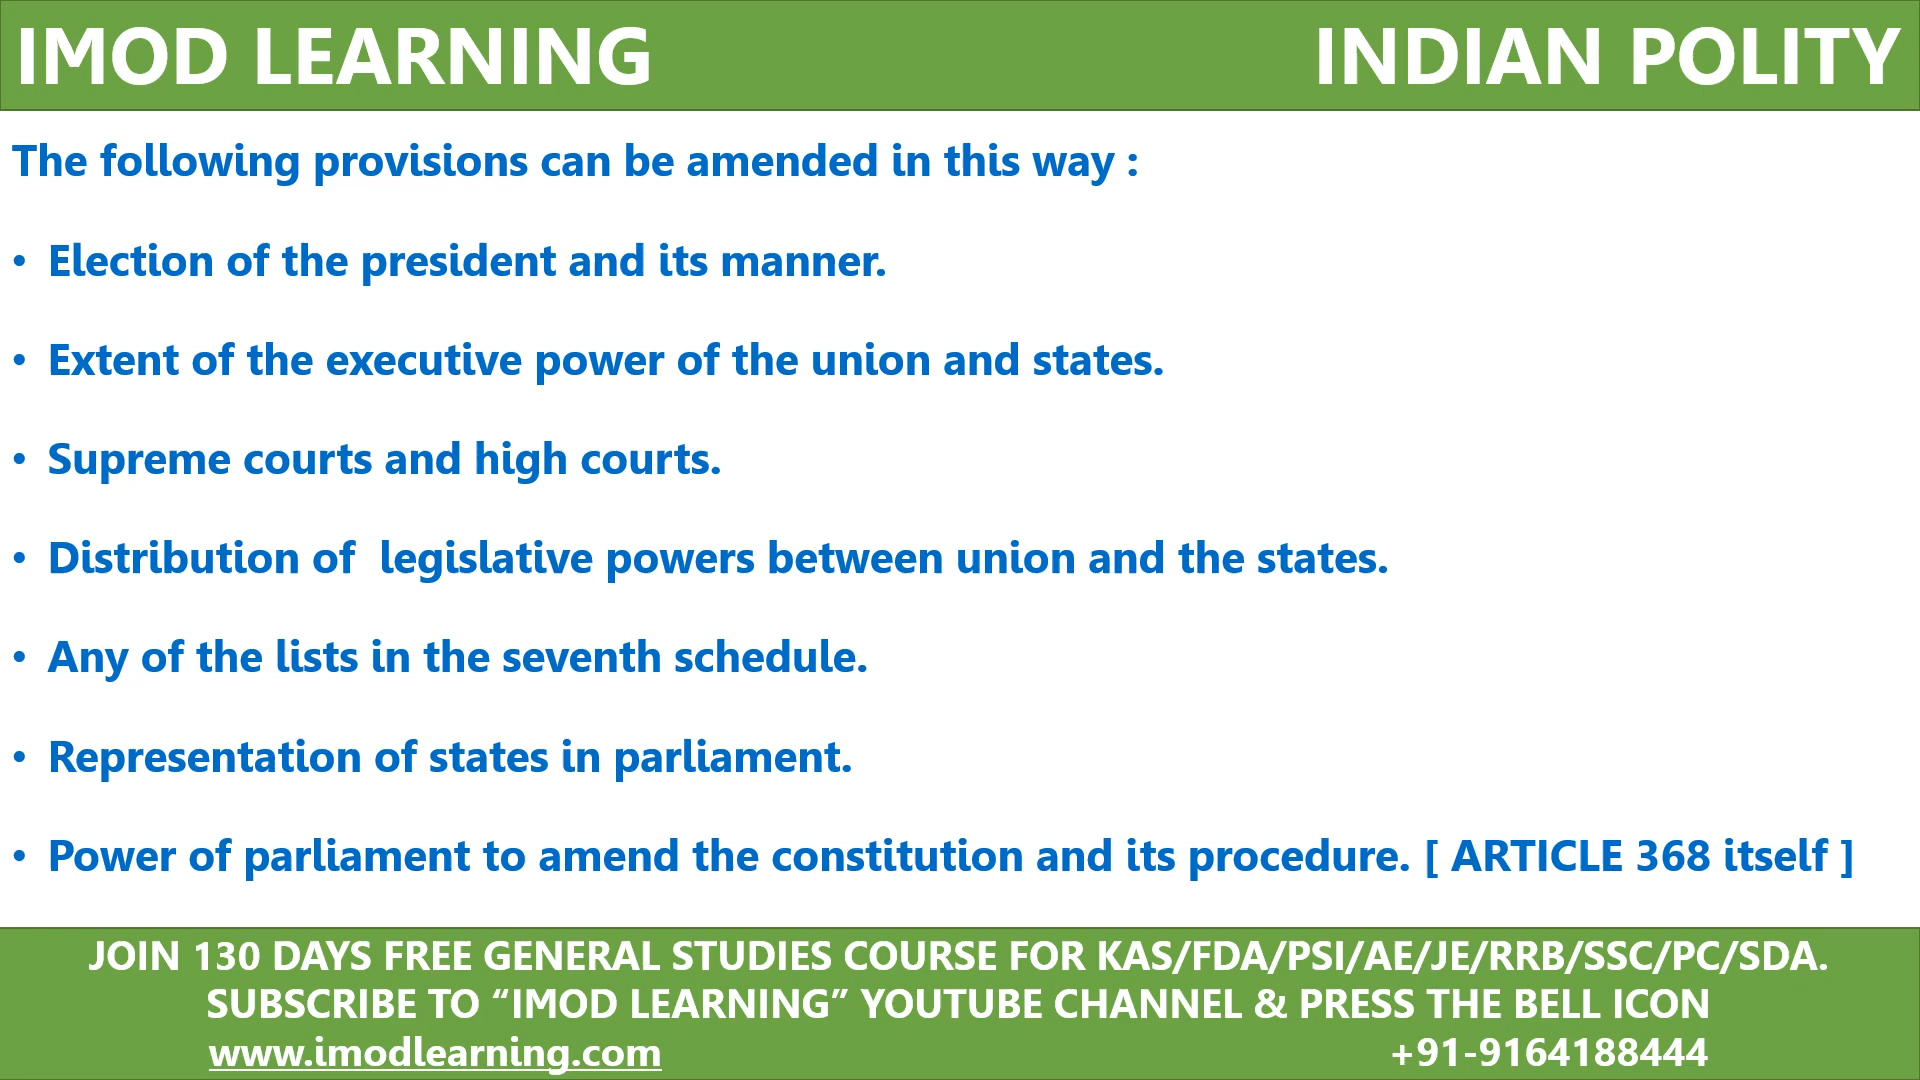 IMOD LEARNING INDIAN POLITY
The following provisions can be amended in this way :
• Election of the president and its manner.
• Extent of the executive power of the union and states.
• Supreme courts and high courts.
• Distribution of  legislative powers between union and the states.
• Any of the lists in the seventh schedule.
• Representation of states in parliament.
• Power of parliament to amend the constitution and its procedure. [ ARTICLE 368 itself ]
JOIN 130 DAYS FREE GENERAL STUDIES COURSE FOR KAS/FDA/PSI/AE/JE/RRB/SSC/PC/SDA.
SUBSCRIBE TO “IMOD LEARNING” YOUTUBE CHANNEL & PRESS THE BELL ICON
www.imodlearning.com +91-9164188444